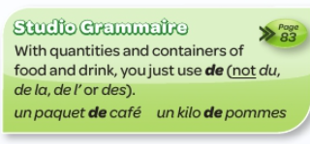 Studio Grammaire
Page
83
With quantities and containers of
food and drink, you just use de (not du,
de la, de l' or des).
un paquet de café un kilo de pommes